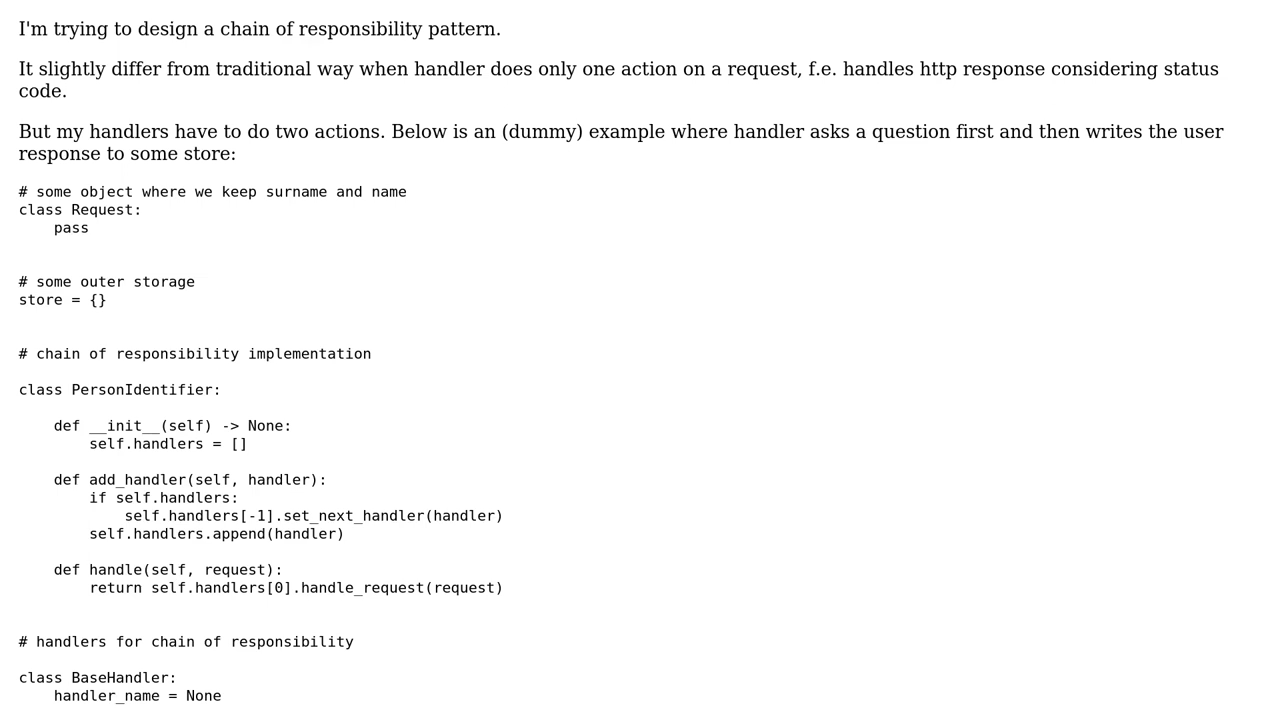 I'm trying to design a chain of responsibility pattern.
It slightly differ from traditional way when handler does only one action on a request, f.e. handles http response considering status
code.
But my handlers have to do two actions. Below is an (dummy) example where handler asks a question first and then writes the user
response to some store:
# some object where we keep surname and name
class Request:
    pass
# some outer storage
store = {}
# chain of responsibility implementation
class PersonIdentifier:
    def __init__(self) -> None:
        self.handlers = []
    def add_handler(self, handler):
        if self.handlers:
            self.handlers[-1].set_next_handler(handler)
        self.handlers.append(handler)
    def handle(self, request):
        return self.handlers[0].handle_request(request)
# handlers for chain of responsibility
class BaseHandler:
    handler_name = None